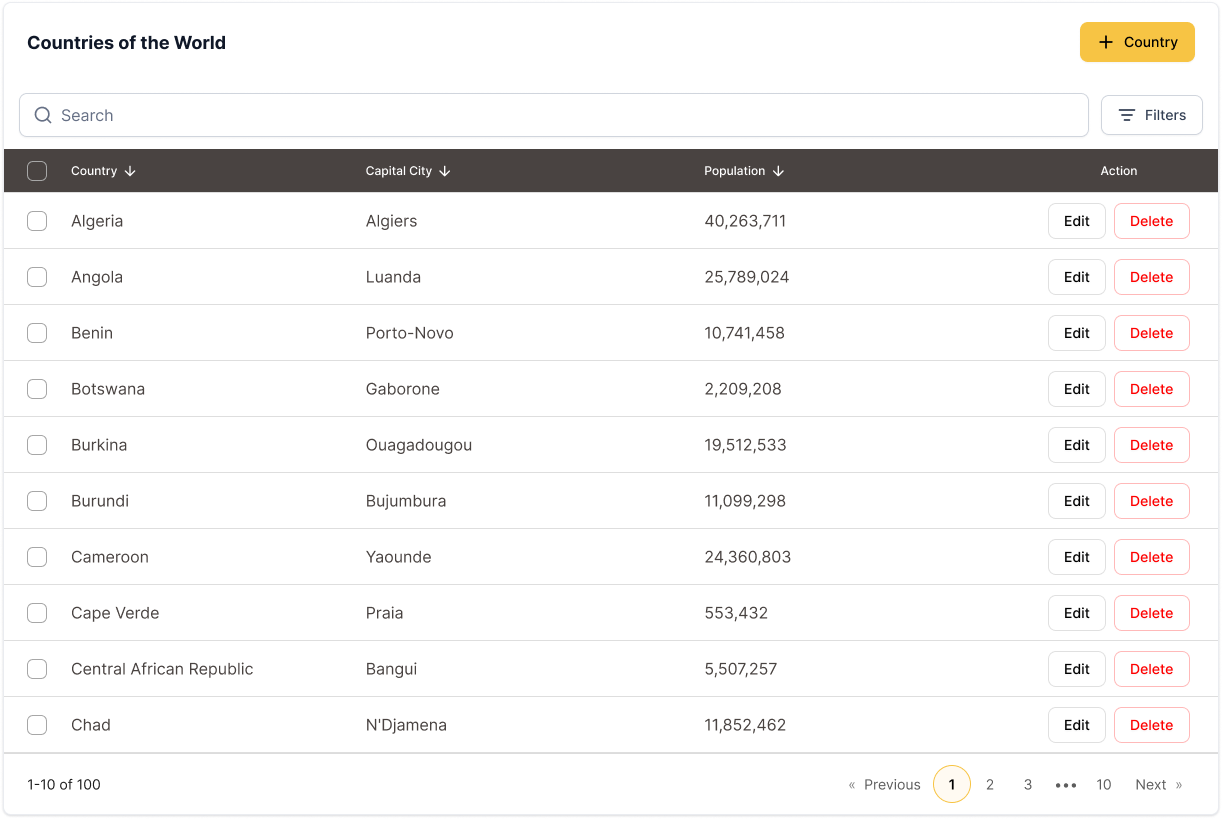 Countries of the World
+ Country
Search
Filters
Country ↓ Capital City ↓ Population ↓ Action
Algeria Algiers 40,263,711 Edit Delete
Angola Luanda 25,789,024 Edit Delete
Benin Porto-Novo 10,741,458 Edit Delete
Botswana Gaborone 2,209,208 Edit Delete
Burkina Ouagadougou 19,512,533 Edit Delete
Burundi Bujumbura 11,099,298 Edit Delete
Cameroon Yaounde 24,360,803 Edit Delete
Cape Verde Praia 553,432 Edit Delete
Central African Republic Bangui 5,507,257 Edit Delete
Chad N'Djamena 11,852,462 Edit Delete
1-10 of 100 « Previous 1 2 3 ••• 10 Next »